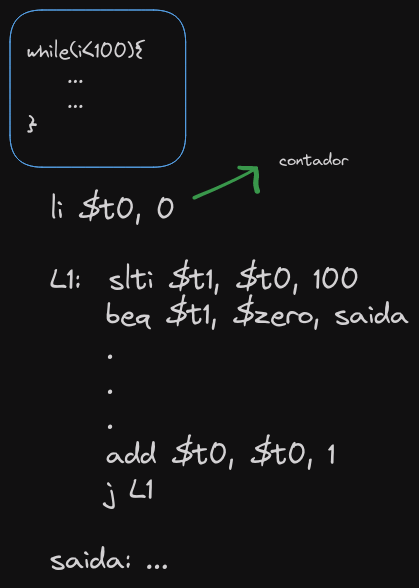 while(i<100){
...
...
}
contador
li $t0, 0
L1: slti $t1, $t0, 100
beq $t1, $zero, saida
.
.
.
add $t0, $t0, 1
j L1
saida: ...